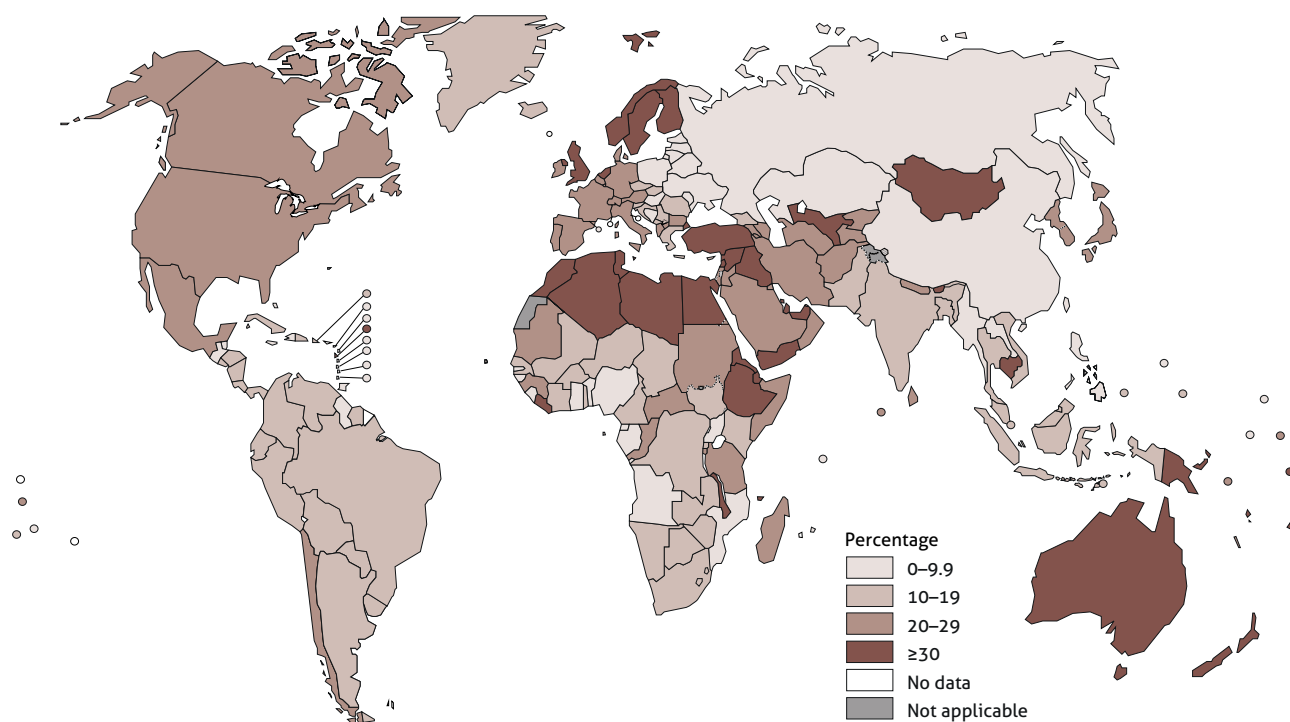 Percentage
0–9.9
10–19
20–29
≥30
No data
Not applicable